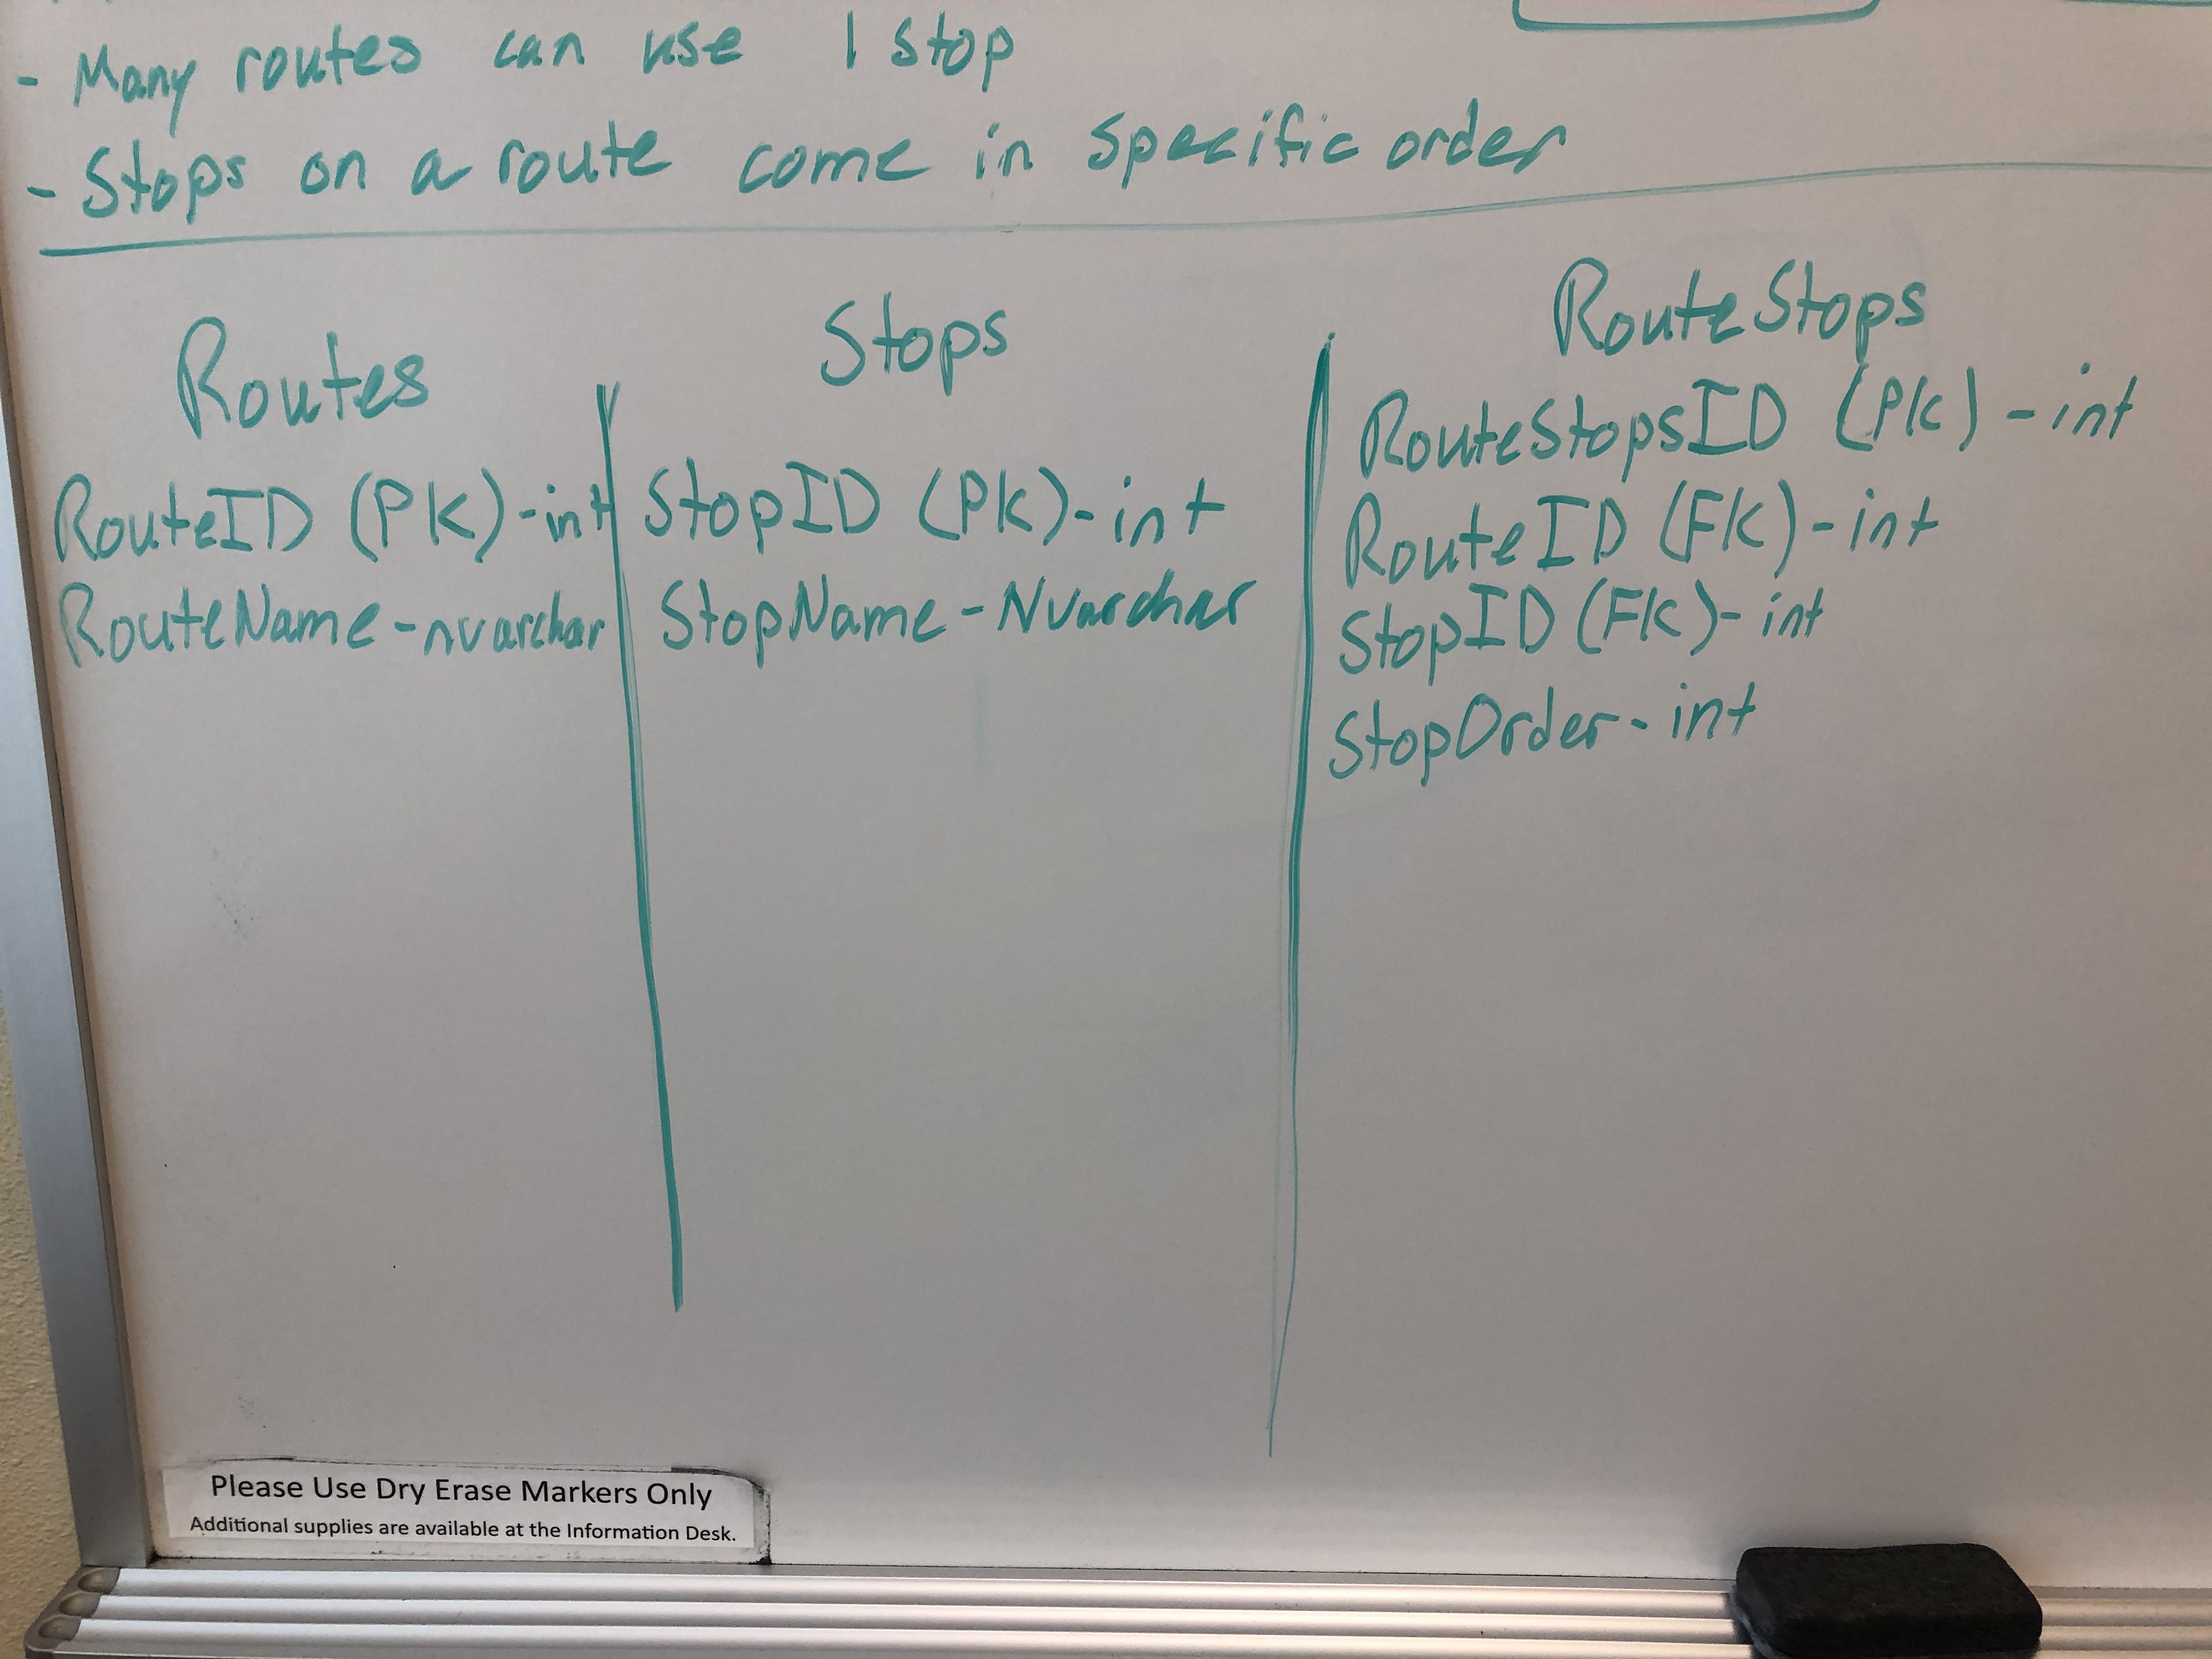 - Many routes can use 1 stop
- Stops on a route come in specific order
Routes
RouteID (PK)-int
RouteName-nvarchar
Stops
StopID (PK)-int
StopName-Nvarchar
RouteStops
RouteStopsID (PK)-int
RouteID (FK)-int
StopID (FK)-int
StopOrder-int
Please Use Dry Erase Markers Only
Additional supplies are available at the Information Desk.